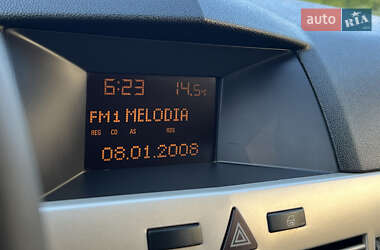 auto RIA
6:23 14.5°c
FM1 MELODIA
REG CD AS RDS
08.01.2008